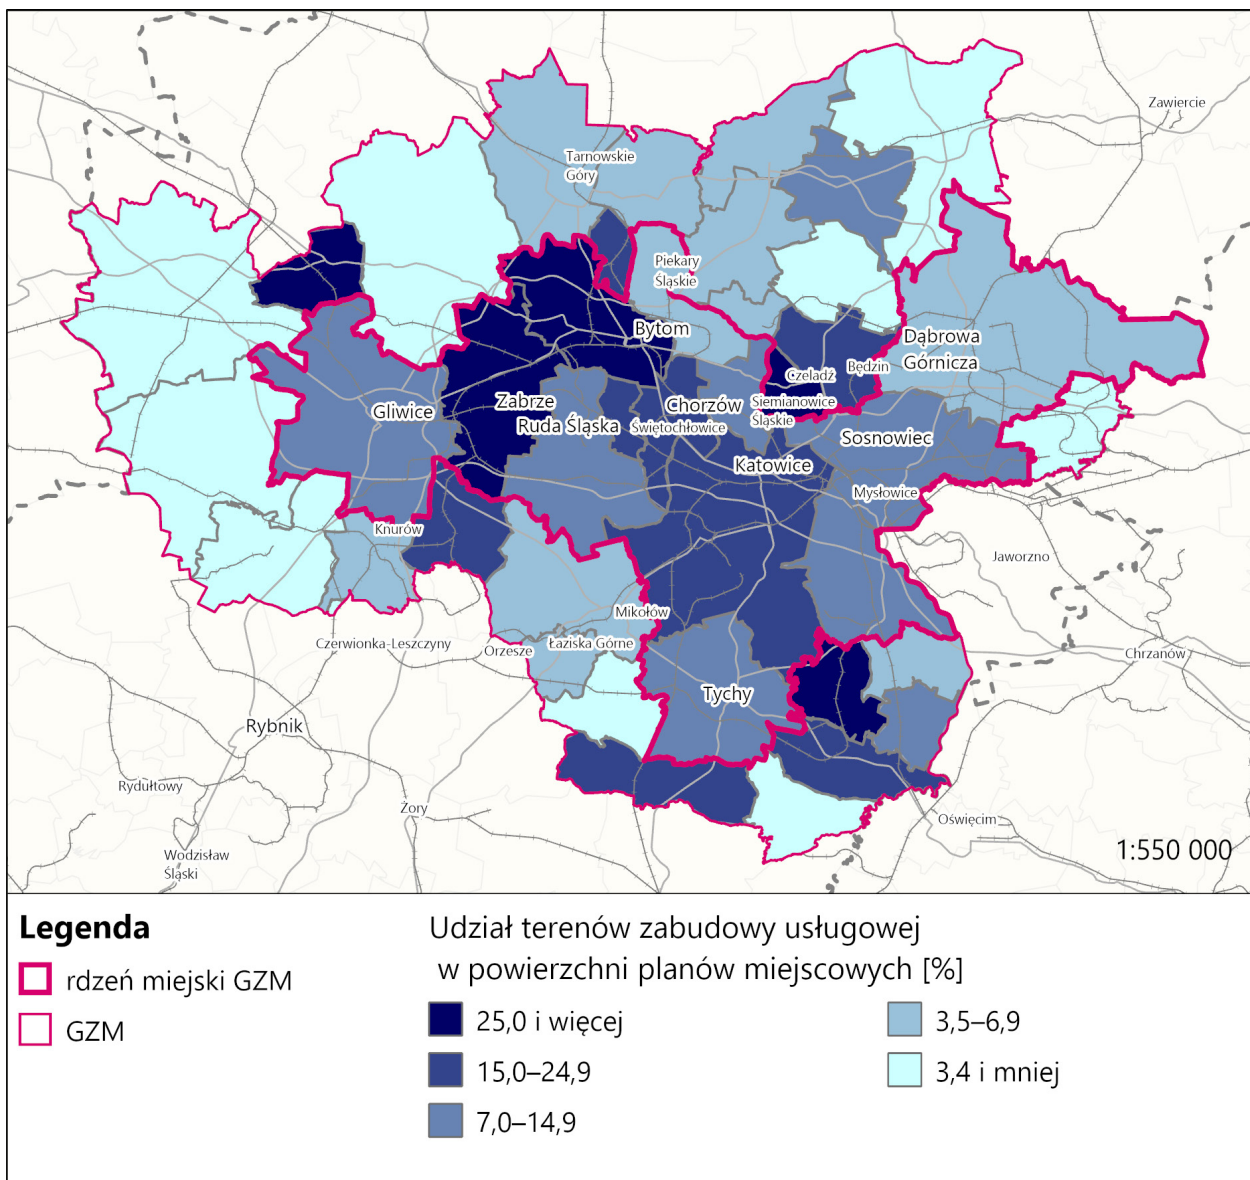 Zawiercie
Tarnowskie
Góry
Piekary
Śląskie
Bytom
Dąbrowa
Górnicza
Będzin
Czeladź
Zabrze
Chorzów
Siemianowice
Śląskie
Gliwice
Ruda Śląska
Świętochłowice
Sosnowiec
Katowice
Mysłowice
Knurów
Jaworzno
Mikołów
Czerwionka-Leszczyny
Orzesze
Łaziska Górne
Chrzanów
Tychy
Rybnik
Rydułtowy
Żory
Oświęcim
Wodzisław
Śląski
1:550 000
Legenda
rdzeń miejski GZM
GZM
Udział terenów zabudowy usługowej
w powierzchni planów miejscowych [%]
25,0 i więcej
15,0–24,9
7,0–14,9
3,5–6,9
3,4 i mniej